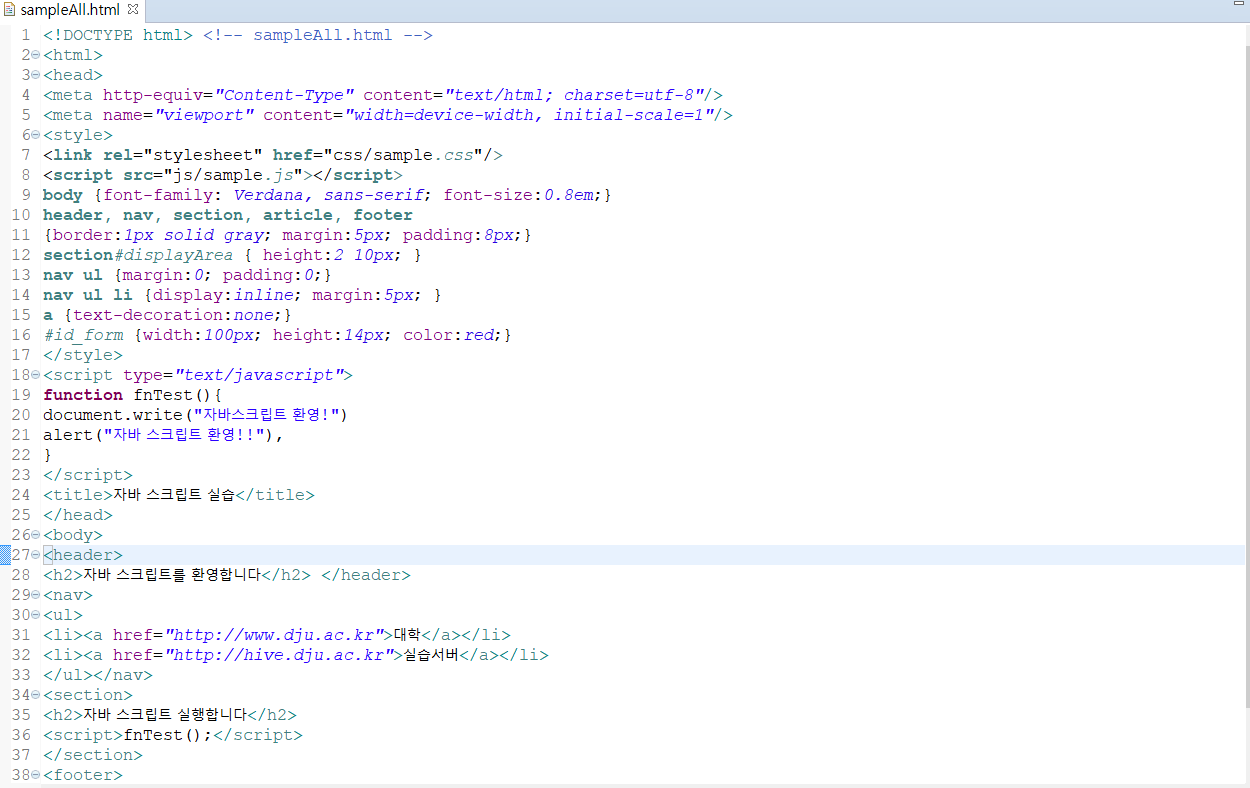 sampleAll.html
1 <!DOCTYPE html> <!-- sampleAll.html -->
2 <html>
3 <head>
4 <meta http-equiv="Content-Type" content="text/html; charset=utf-8"/>
5 <meta name="viewport" content="width=device-width, initial-scale=1"/>
6 <style>
7 <link rel="stylesheet" href="css/sample.css"/>
8 <script src="js/sample.js"></script>
9 body {font-family: Verdana, sans-serif; font-size:0.8em;}
10 header, nav, section, article, footer
11 {border:1px solid gray; margin:5px; padding:8px;}
12 section#displayArea { height:2 10px; }
13 nav ul {margin:0; padding:0;}
14 nav ul li {display:inline; margin:5px; }
15 a {text-decoration:none;}
16 #id_form {width:100px; height:14px; color:red;}
17 </style>
18 <script type="text/javascript">
19 function fnTest(){
20 document.write("자바스크립트 환영!")
21 alert("자바 스크립트 환영!!"),
22 }
23 </script>
24 <title>자바 스크립트 실습</title>
25 </head>
26 <body>
27 <header>
28 <h2>자바 스크립트를 환영합니다</h2> </header>
29 <nav>
30 <ul>
31 <li><a href="http://www.dju.ac.kr">대학</a></li>
32 <li><a href="http://hive.dju.ac.kr">실습서버</a></li>
33 </ul></nav>
34 <section>
35 <h2>자바 스크립트 실행합니다</h2>
36 <script>fnTest();</script>
37 </section>
38 <footer>